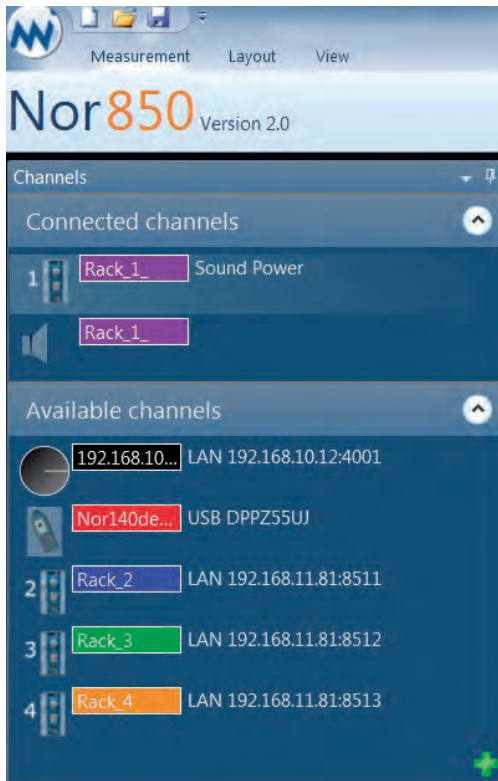 Measurement Layout View
Nor850 Version 2.0
Channels
Connected channels
1 Rack_1_ Sound Power
Rack_1_
Available channels
192.168.10... LAN 192.168.10.12:4001
Nor140de... USB DPPZ55UJ
2 Rack_2 LAN 192.168.11.81:8511
3 Rack_3 LAN 192.168.11.81:8512
4 Rack_4 LAN 192.168.11.81:8513